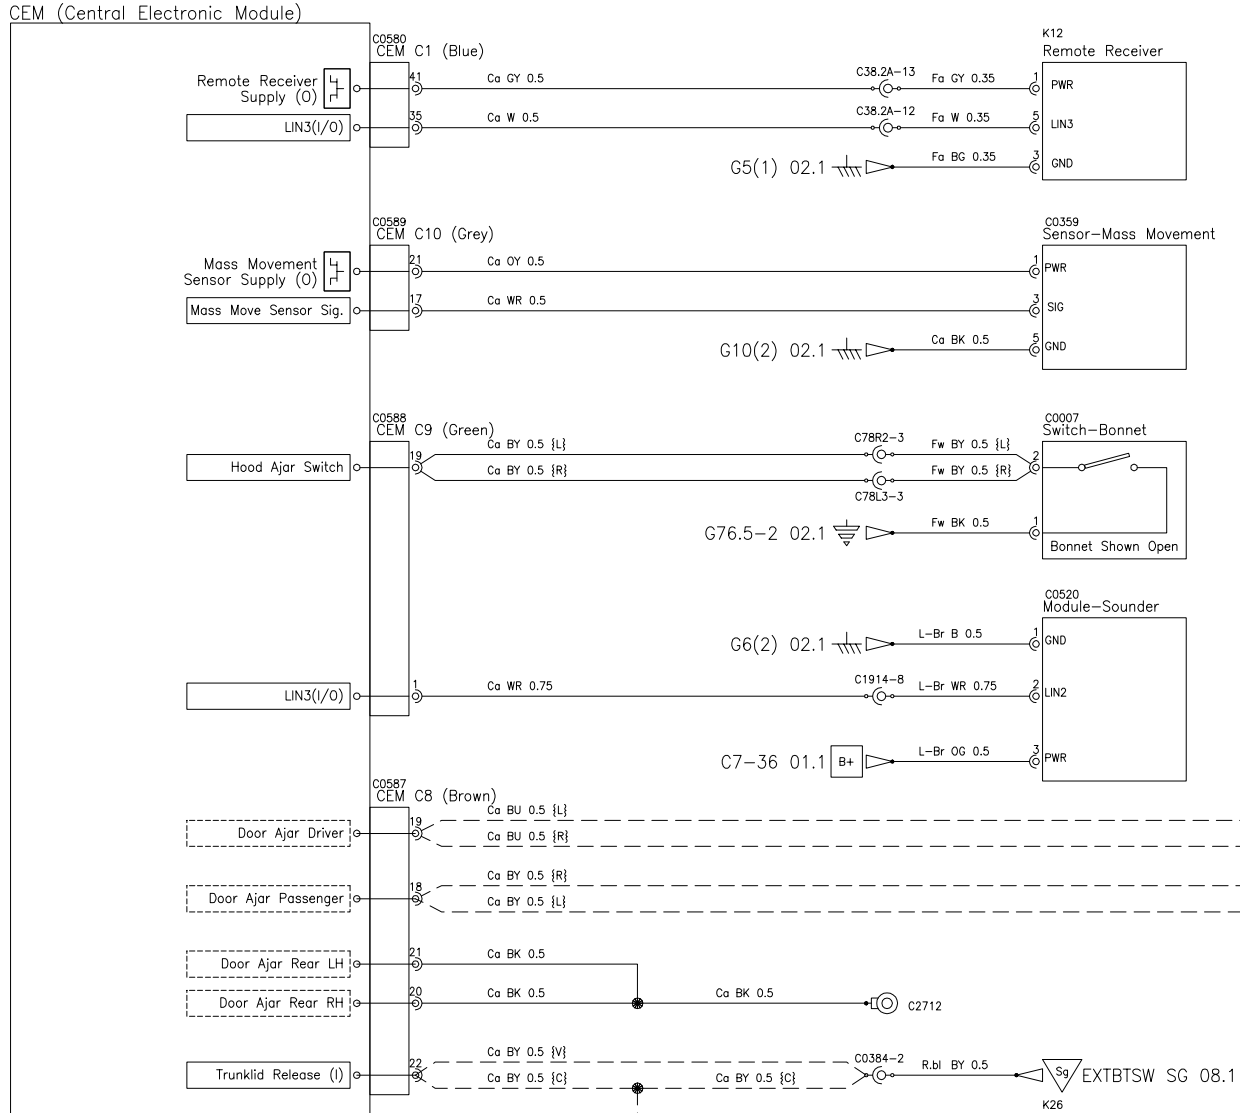 CEM (Central Electronic Module)
C0580
CEM C1 (Blue)
K12
Remote Receiver
Remote Receiver
Supply (O)
41
Ca GY 0.5
C38.2A-13
Fa GY 0.35
1
PWR
LIN3(I/O)
35
Ca W 0.5
C38.2A-12
Fa W 0.35
5
LIN3
G5(1) 02.1
Fa BG 0.35
3
GND
C0589
CEM C10 (Grey)
C0359
Sensor-Mass Movement
Mass Movement
Sensor Supply (O)
21
Ca OY 0.5
1
PWR
Mass Move Sensor Sig.
17
Ca WR 0.5
3
SIG
G10(2) 02.1
Ca BK 0.5
5
GND
C0588
CEM C9 (Green)
C0007
Switch-Bonnet
Hood Ajar Switch
19
Ca BY 0.5 {L}
C78R2-3
Fw BY 0.5 {L}
2
Ca BY 0.5 {R}
C78L3-3
Fw BY 0.5 {R}
G76.5-2 02.1
Fw BK 0.5
1
Bonnet Shown Open
C0520
Module-Sounder
G6(2) 02.1
L-Br B 0.5
1
GND
LIN3(I/O)
1
Ca WR 0.75
C1914-8
L-Br WR 0.75
2
LIN2
C7-36 01.1
B+
L-Br OG 0.5
3
PWR
C0587
CEM C8 (Brown)
Door Ajar Driver
19
Ca BU 0.5 {L}
Ca BU 0.5 {R}
Door Ajar Passenger
18
Ca BY 0.5 {R}
Ca BY 0.5 {L}
Door Ajar Rear LH
21
Ca BK 0.5
Door Ajar Rear RH
20
Ca BK 0.5
Ca BK 0.5
C2712
Trunklid Release (I)
22
Ca BY 0.5 {V}
Ca BY 0.5 {C}
Ca BY 0.5 {C}
C0384-2
R.bl BY 0.5
Sg
EXTBTSW SG 08.1
K26